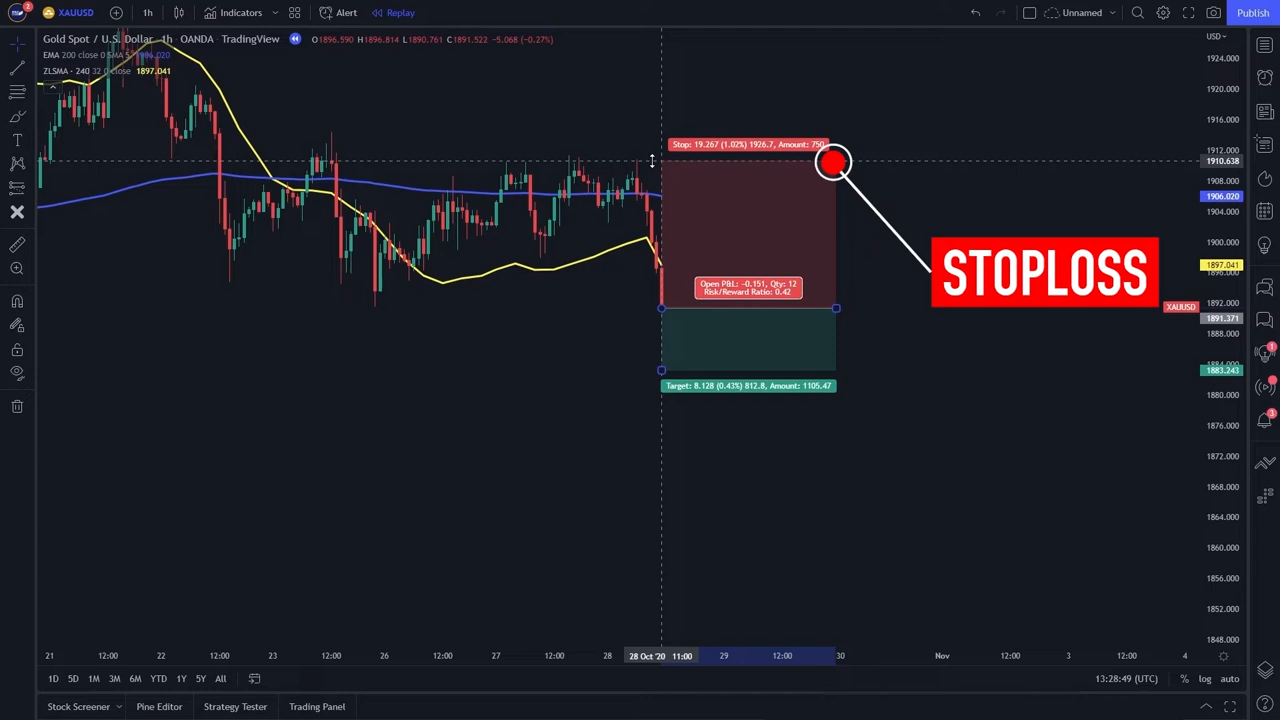 2
XAUUSD
1h
Indicators
Alert
Replay
Unnamed
Publish
Gold Spot / U.S. Dollar · 1h · OANDA · TradingView
O1896.590 H1896.814 L1890.761 C1891.522 −5.068 (−0.27%)
EMA 200 close 0 SMA 5 1906.020
ZLSMA - 240 32 0 close 1897.041
USD
1924.000
1920.000
1916.000
1912.000
1910.638
1908.000
1906.020
1904.000
1900.000
1897.041
1896.000
1892.000
XAUUSD
1891.371
1888.000
1884.000
1883.243
1880.000
1876.000
1872.000
1868.000
1864.000
1860.000
1856.000
1852.000
1848.000
Stop: 19.267 (1.02%) 1926.7, Amount: 750
STOPLOSS
Open P&L: −0.151, Qty: 12
Risk/Reward Ratio: 0.42
Target: 8.128 (0.43%) 812.8, Amount: 1105.47
1
3
21 12:00 22 12:00 23 12:00 26 12:00 27 12:00 28 28 Oct '20 11:00 29 12:00 30 Nov 12:00 3 12:00 4
1D 5D 1M 3M 6M YTD 1Y 5Y All
13:28:49 (UTC) % log auto
Stock Screener Pine Editor Strategy Tester Trading Panel